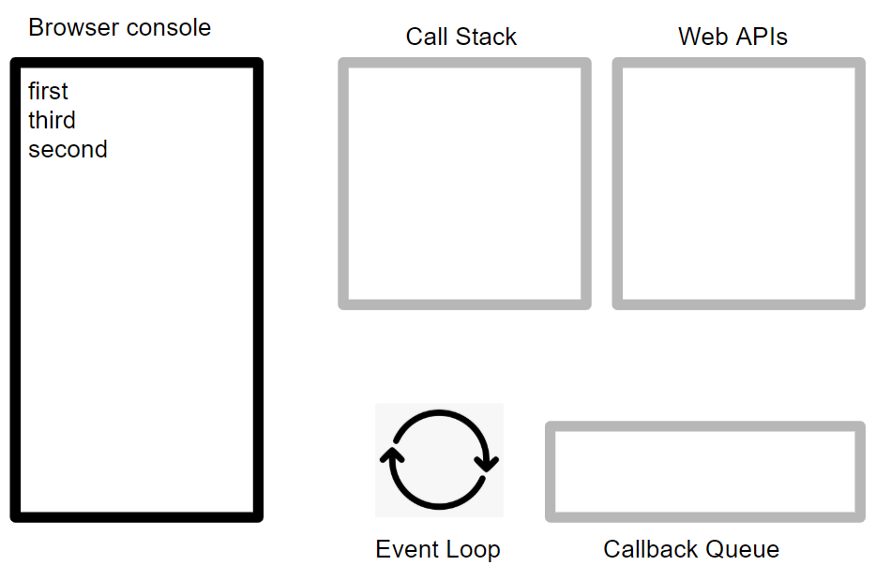 Browser console
first
third
second
Call Stack
Web APIs
Event Loop
Callback Queue